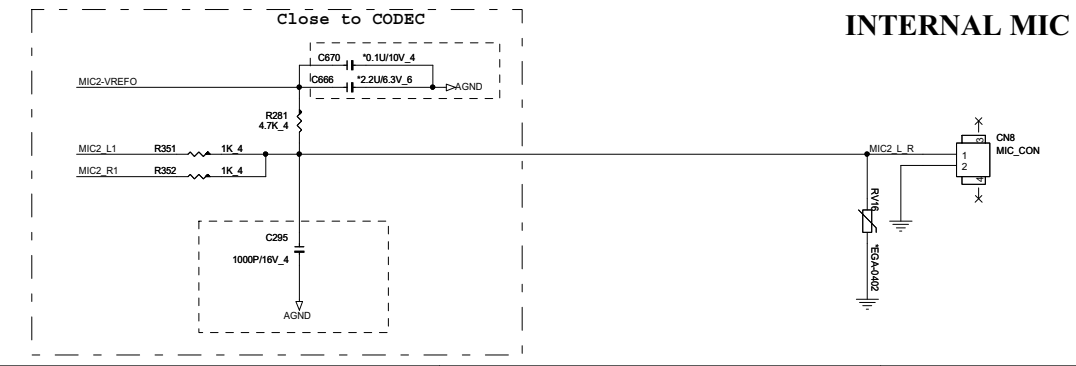 Close to CODEC
INTERNAL MIC
C670 *0.1U/10V_4
C666 *2.2U/6.3V_6
MIC2-VREFO
AGND
R281
4.7K_4
MIC2_L1 R351 1K_4
MIC2_R1 R352 1K_4
MIC2_L_R
CN8
MIC_CON
3
1
2
4
RV16
*EGA-0402
C295
1000P/16V_4
AGND